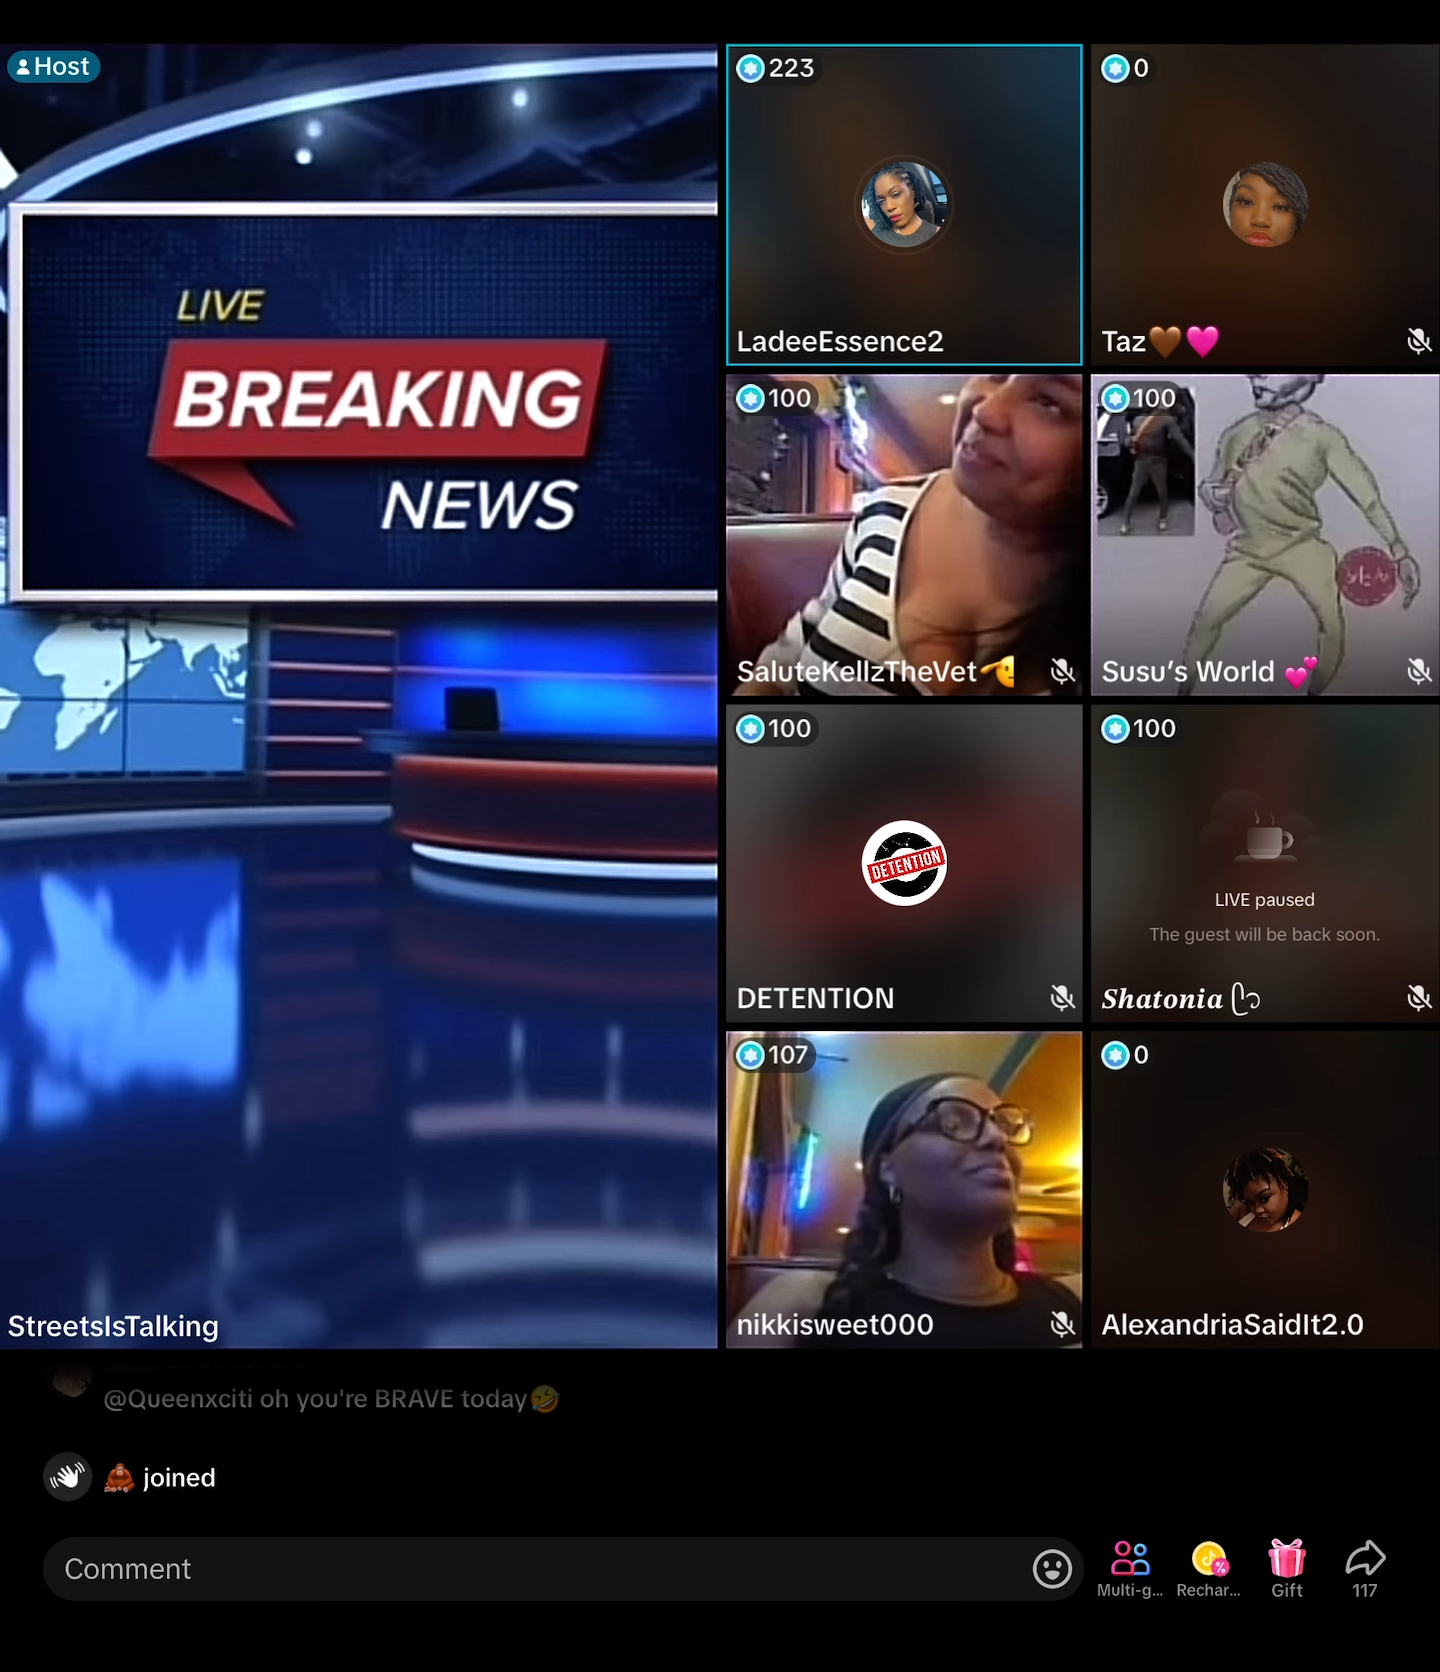 Host
LIVE
BREAKING
NEWS
StreetsIsTalking
223
LadeeEssence2
0
Taz🤎🩷
100
SaluteKellzTheVet🫡
100
Susu’s World 💕
100
DETENTION
DETENTION
100
LIVE paused
The guest will be back soon.
Shatonia
107
nikkisweet000
0
AlexandriaSaidIt2.0
@Queenxciti oh you're BRAVE today🤣
🦧 joined
Comment
Multi-g...
Rechar...
Gift
117